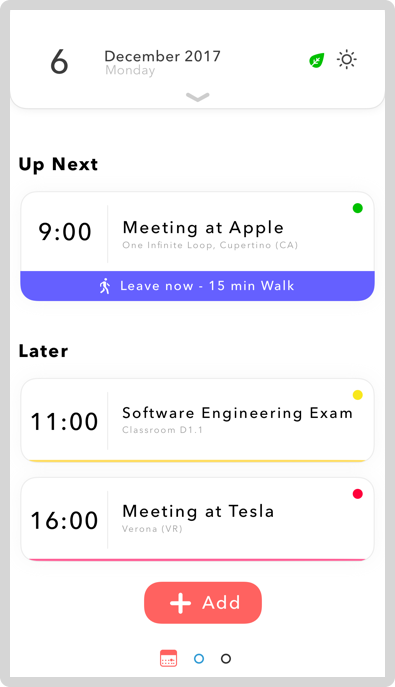 6
December 2017
Monday
Up Next
9:00
Meeting at Apple
One Infinite Loop, Cupertino (CA)
Leave now - 15 min Walk
Later
11:00
Software Engineering Exam
Classroom D1.1
16:00
Meeting at Tesla
Verona (VR)
Add